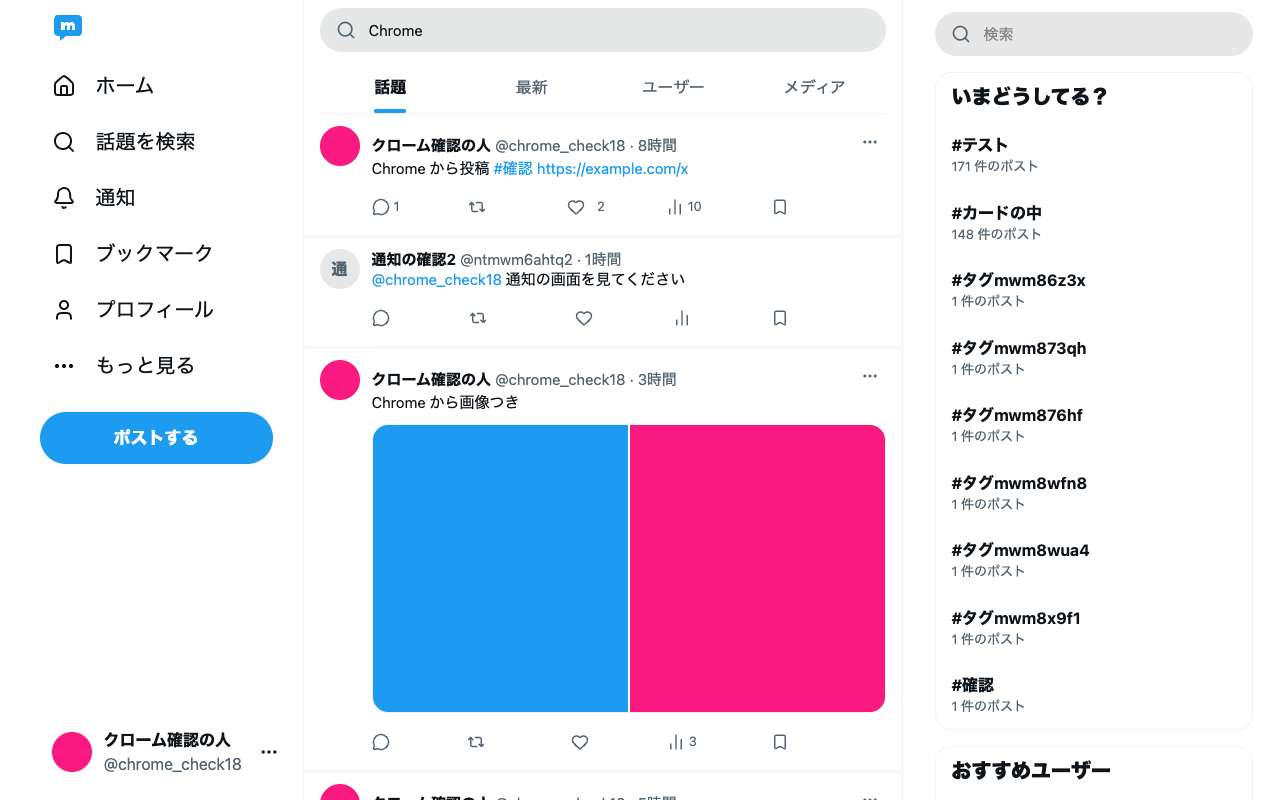 m
ホーム
話題を検索
通知
ブックマーク
プロフィール
もっと見る
ポストする
クローム確認の人
@chrome_check18
Chrome
話題 最新 ユーザー メディア
クローム確認の人 @chrome_check18 · 8時間
Chrome から投稿 #確認 https://example.com/x
1 2 10
通
通知の確認2 @ntmwm6ahtq2 · 1時間
@chrome_check18 通知の画面を見てください
クローム確認の人 @chrome_check18 · 3時間
Chrome から画像つき
3
クローム確認の人 @chrome_check18 · 5時間
検索
いまどうしてる？
#テスト
171 件のポスト
#カードの中
148 件のポスト
#タグmwm86z3x
1 件のポスト
#タグmwm873qh
1 件のポスト
#タグmwm876hf
1 件のポスト
#タグmwm8wfn8
1 件のポスト
#タグmwm8wua4
1 件のポスト
#タグmwm8x9f1
1 件のポスト
#確認
1 件のポスト
おすすめユーザー